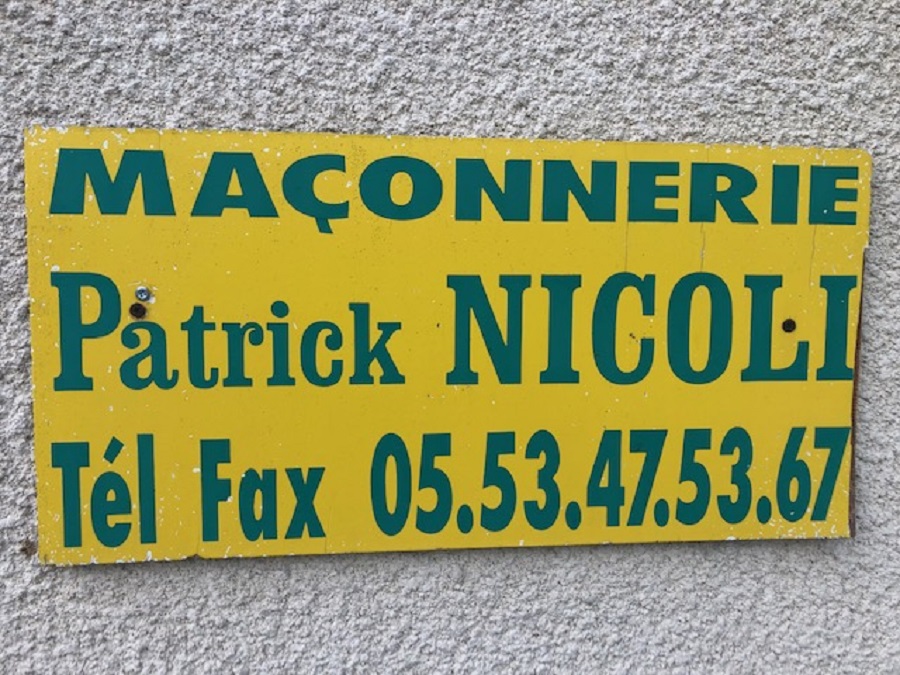 MAÇONNERIE
Patrick NICOLI
Tél Fax 05.53.47.53.67